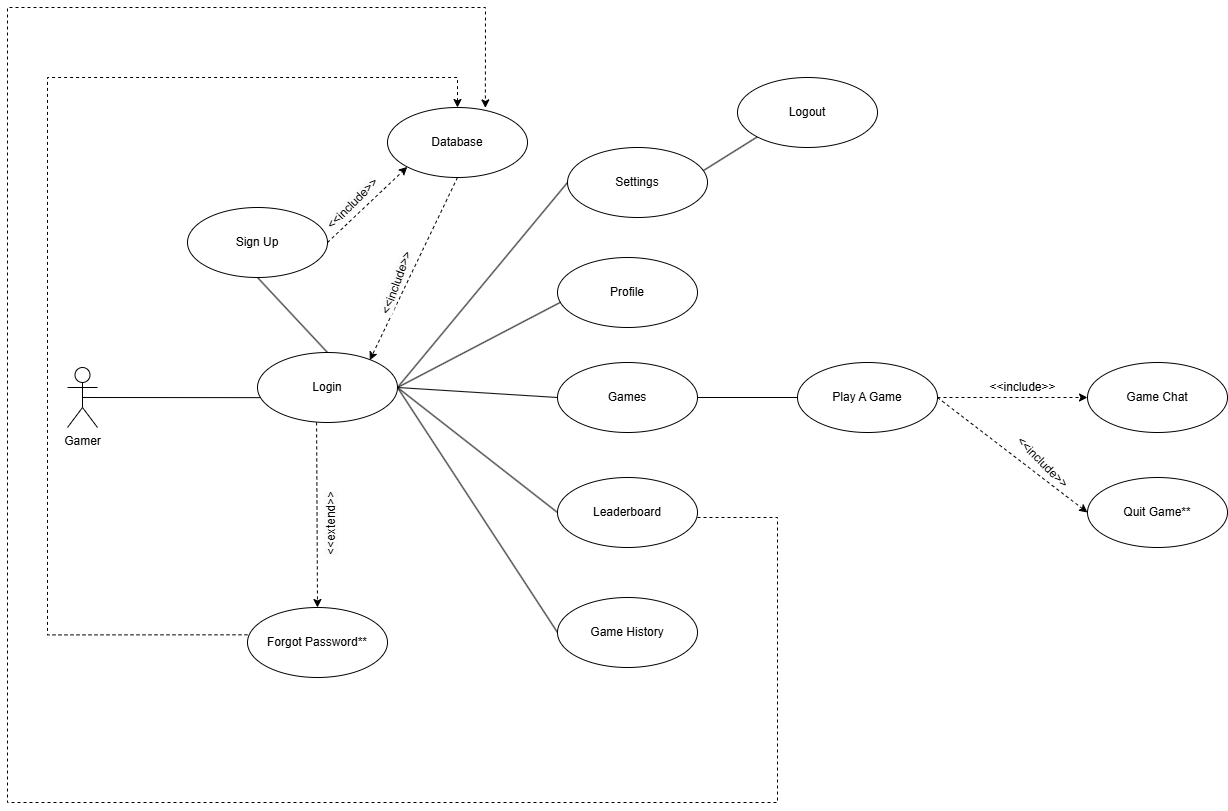 Logout
Database
Settings
<<include>>
Sign Up
<<include>>
Profile
Login
Games
Play A Game
<<include>>
Game Chat
Gamer
<<include>>
<<extend>>
Leaderboard
Quit Game**
Game History
Forgot Password**